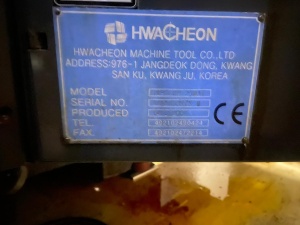 HWACHEON
HWACHEON MACHINE TOOL CO.,LTD
ADDRESS:976-1 JANGDEOK DONG, KWANG
SAN KU, KWANG JU, KOREA
MODEL
SERIAL NO.
PRODUCED
TEL.
FAX.
CE